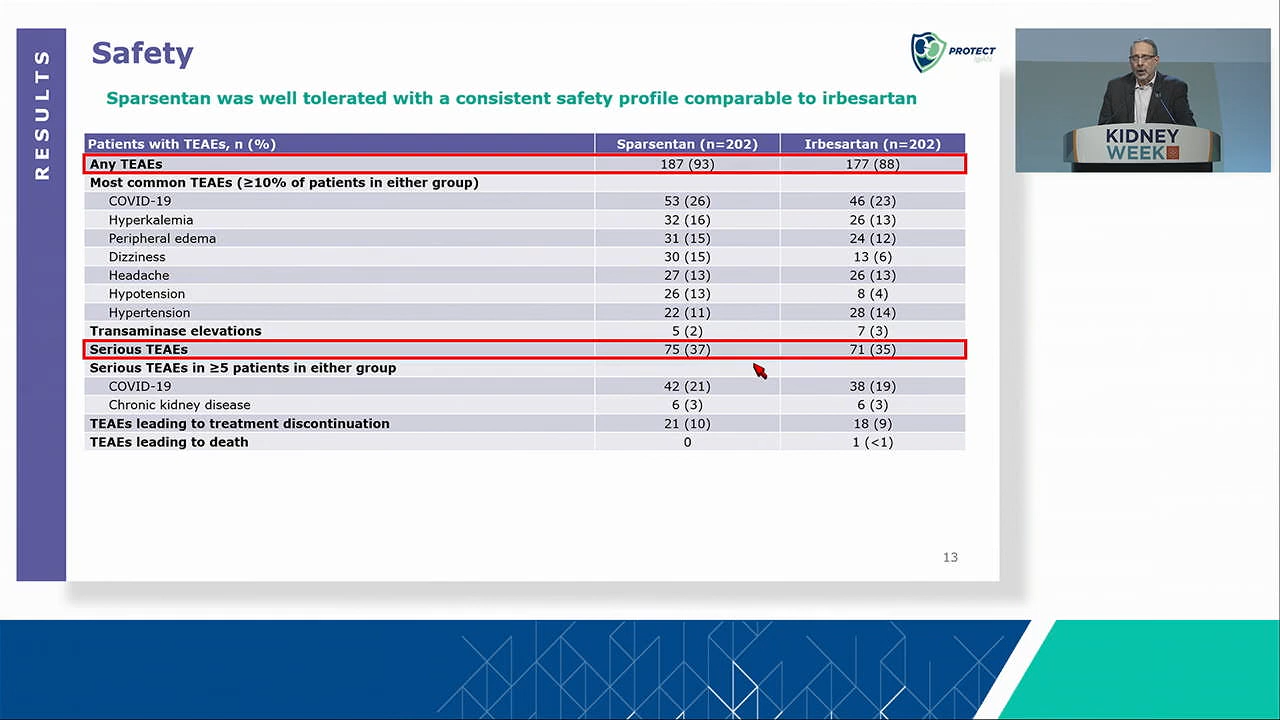 RESULTS
Safety
PROTECT
IgAN
Sparsentan was well tolerated with a consistent safety profile comparable to irbesartan
Patients with TEAEs, n (%) Sparsentan (n=202) Irbesartan (n=202)
Any TEAEs 187 (93) 177 (88)
Most common TEAEs (≥10% of patients in either group)
COVID-19 53 (26) 46 (23)
Hyperkalemia 32 (16) 26 (13)
Peripheral edema 31 (15) 24 (12)
Dizziness 30 (15) 13 (6)
Headache 27 (13) 26 (13)
Hypotension 26 (13) 8 (4)
Hypertension 22 (11) 28 (14)
Transaminase elevations 5 (2) 7 (3)
Serious TEAEs 75 (37) 71 (35)
Serious TEAEs in ≥5 patients in either group
COVID-19 42 (21) 38 (19)
Chronic kidney disease 6 (3) 6 (3)
TEAEs leading to treatment discontinuation 21 (10) 18 (9)
TEAEs leading to death 0 1 (<1)
13
KIDNEY
WEEK